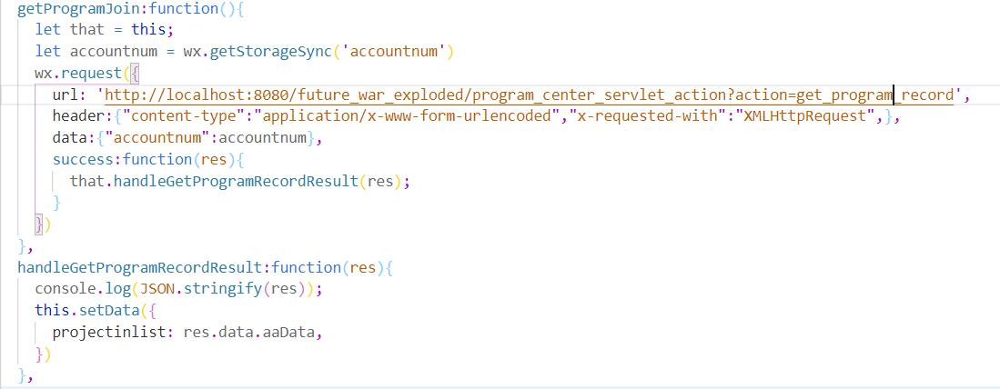 getProgramJoin:function(){
let that = this;
let accountnum = wx.getStorageSync('accountnum')
wx.request({
url: 'http://localhost:8080/future_war_exploded/program_center_servlet_action?action=get_program_record',
header:{"content-type":"application/x-www-form-urlencoded","x-requested-with":"XMLHttpRequest",},
data:{"accountnum":accountnum},
success:function(res){
that.handleGetProgramRecordResult(res);
}
})
},
handleGetProgramRecordResult:function(res){
console.log(JSON.stringify(res));
this.setData({
projectinlist: res.data.aaData,
})
},